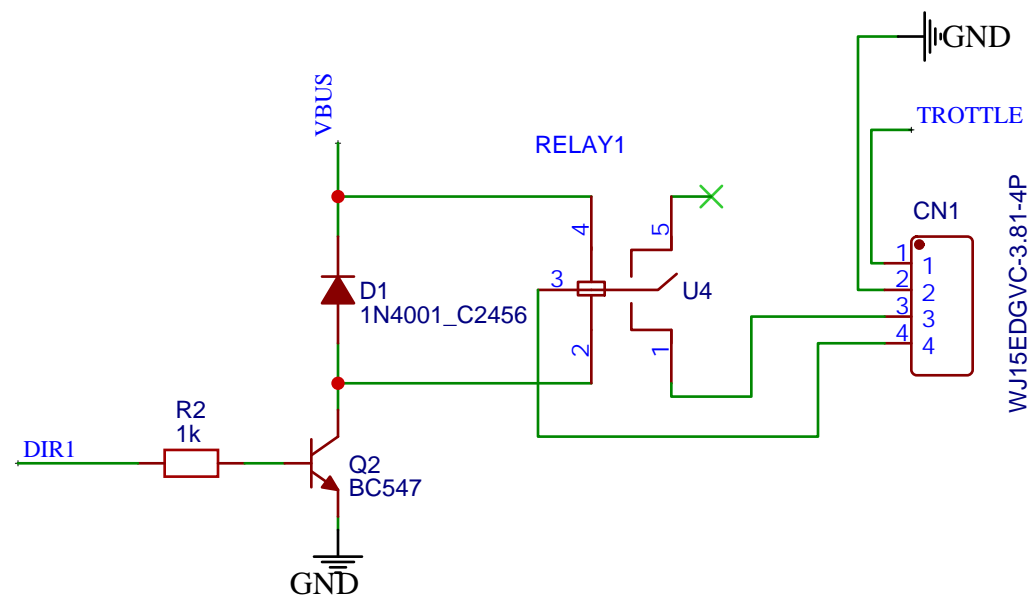 GND
VBUS
TROTTLE
RELAY1
CN1
WJ15EDGVC-3.81-4P
4
5
3
U4
1
1
2
2
3
3
4
4
D1
1N4001_C2456
2
1
R2
1k
DIR1
Q2
BC547
GND